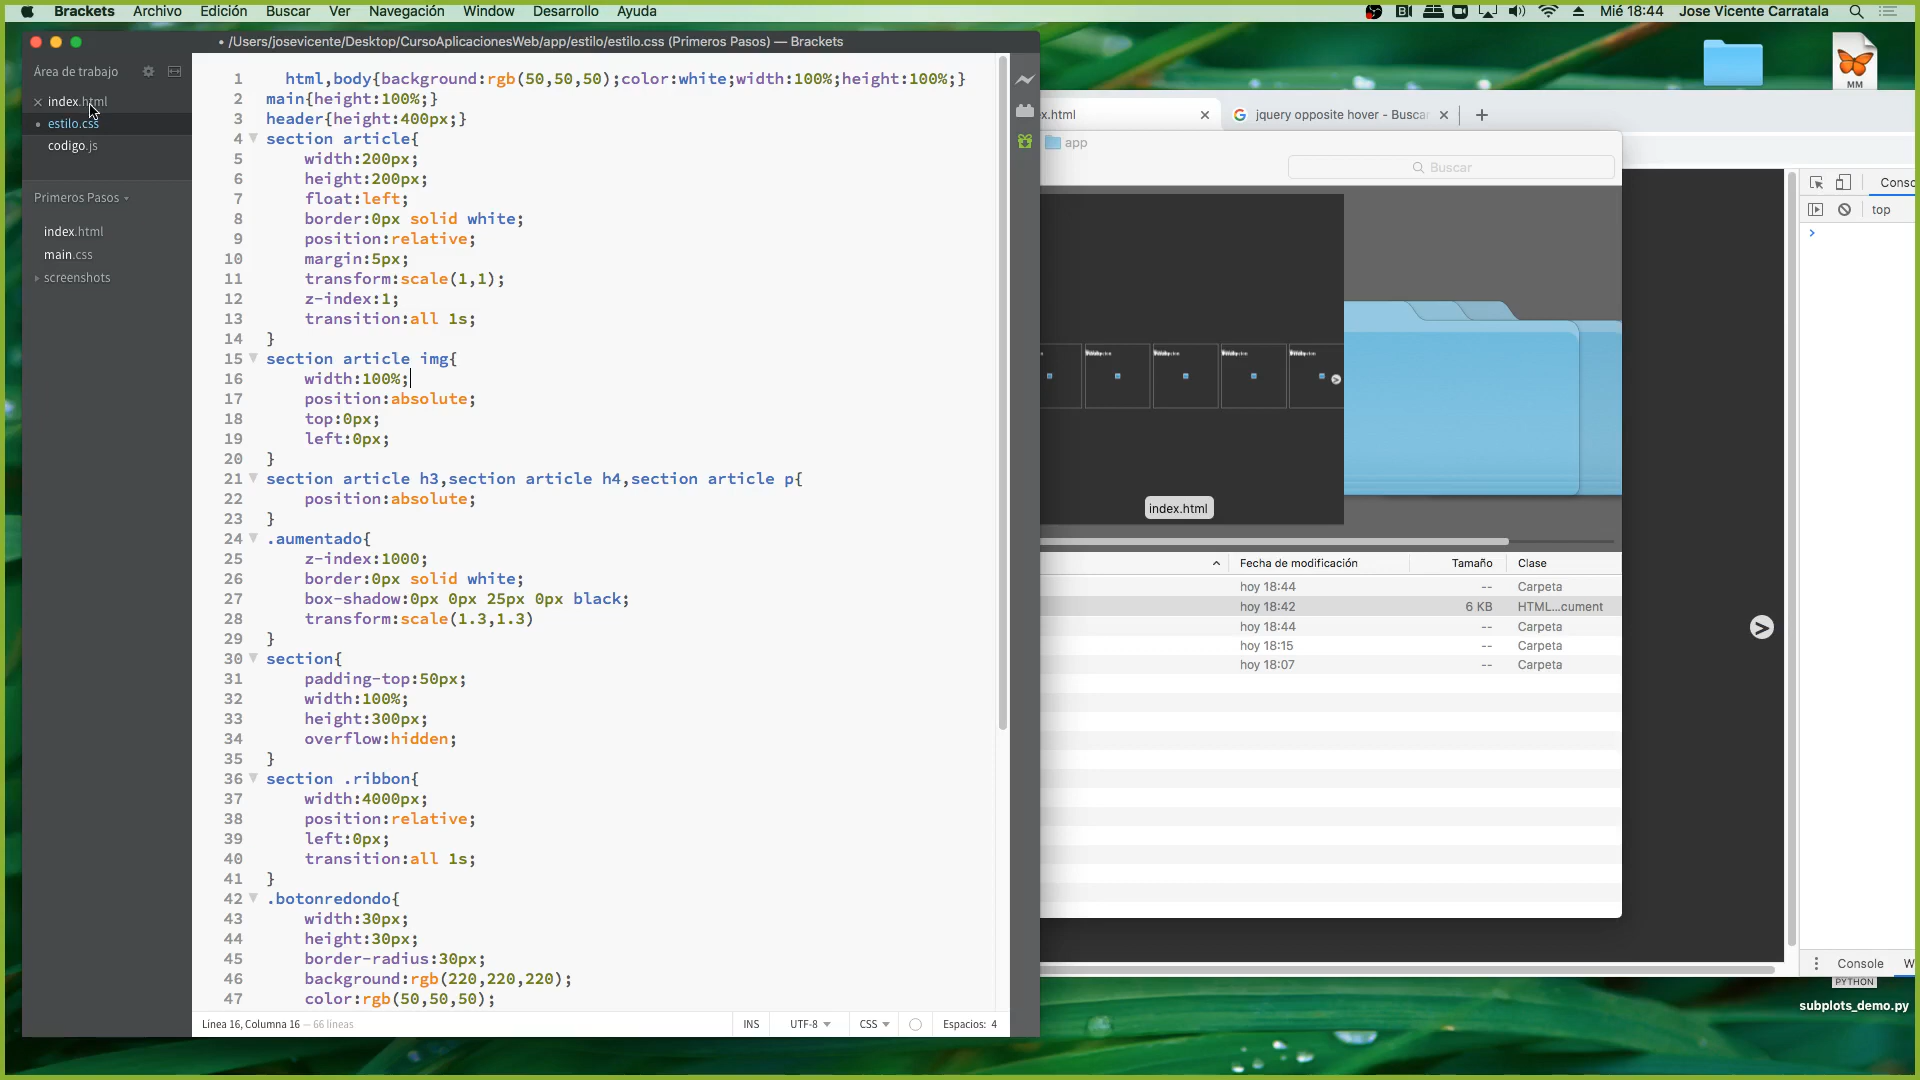 Brackets Archivo Edición Buscar Ver Navegación Window Desarrollo Ayuda Mié 18:44 Jose Vicente Carratala
• /Users/josevicente/Desktop/CursoAplicacionesWeb/app/estilo/estilo.css (Primeros Pasos) — Brackets
Área de trabajo
index.html
estilo.css
codigo.js
Primeros Pasos
index.html
main.css
screenshots
1 html,body{background:rgb(50,50,50);color:white;width:100%;height:100%;}
2 main{height:100%;}
3 header{height:400px;}
4 section article{
5 width:200px;
6 height:200px;
7 float:left;
8 border:0px solid white;
9 position:relative;
10 margin:5px;
11 transform:scale(1,1);
12 z-index:1;
13 transition:all 1s;
14 }
15 section article img{
16 width:100%;
17 position:absolute;
18 top:0px;
19 left:0px;
20 }
21 section article h3,section article h4,section article p{
22 position:absolute;
23 }
24 .aumentado{
25 z-index:1000;
26 border:0px solid white;
27 box-shadow:0px 0px 25px 0px black;
28 transform:scale(1.3,1.3)
29 }
30 section{
31 padding-top:50px;
32 width:100%;
33 height:300px;
34 overflow:hidden;
35 }
36 section .ribbon{
37 width:4000px;
38 position:relative;
39 left:0px;
40 transition:all 1s;
41 }
42 .botonredondo{
43 width:30px;
44 height:30px;
45 border-radius:30px;
46 background:rgb(220,220,220);
47 color:rgb(50,50,50);
Línea 16, Columna 16 — 66 líneas INS UTF-8 CSS Espacios: 4
x.html jquery opposite hover - Busca
app
Buscar
index.html
Fecha de modificación Tamaño Clase
hoy 18:44 -- Carpeta
hoy 18:42 6 KB HTML...cument
hoy 18:44 -- Carpeta
hoy 18:15 -- Carpeta
hoy 18:07 -- Carpeta
>
Conso
top
>
Console W
MM
PYTHON
subplots_demo.py